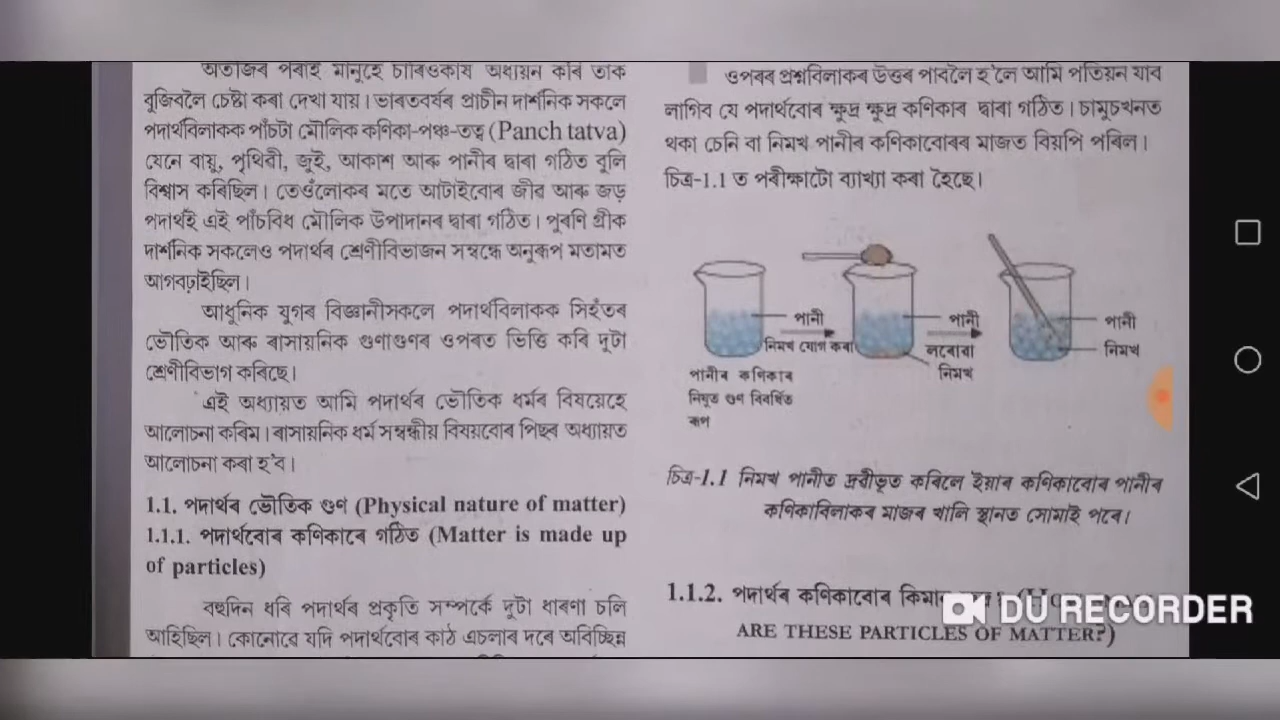 অতীজৰ পৰাই মানুহে চাৰিওকাষ অধ্যয়ন কৰি তাক
বুজিবলৈ চেষ্টা কৰা দেখা যায়। ভাৰতবৰ্ষৰ প্ৰাচীন দাৰ্শনিক সকলে
পদাৰ্থবিলাকক পাঁচটা মৌলিক কণিকা-পঞ্চ-তত্ব (Panch tatva)
যেনে বায়ু, পৃথিবী, জুই, আকাশ আৰু পানীৰ দ্বাৰা গঠিত বুলি
বিশ্বাস কৰিছিল। তেওঁলোকৰ মতে আটাইবোৰ জীৱ আৰু জড়
পদাৰ্থই এই পাঁচবিধ মৌলিক উপাদানৰ দ্বাৰা গঠিত। পুৰণি গ্ৰীক
দাৰ্শনিক সকলেও পদাৰ্থৰ শ্ৰেণীবিভাজন সম্বন্ধে অনুৰূপ মতামত
আগবঢ়াইছিল।
আধুনিক যুগৰ বিজ্ঞানীসকলে পদাৰ্থবিলাকক সিহঁতৰ
ভৌতিক আৰু ৰাসায়নিক গুণাগুণৰ ওপৰত ভিত্তি কৰি দুটা
শ্ৰেণীবিভাগ কৰিছে।
এই অধ্যায়ত আমি পদাৰ্থৰ ভৌতিক ধৰ্মৰ বিষয়েহে
আলোচনা কৰিম। ৰাসায়নিক ধৰ্ম সম্বন্ধীয় বিষয়বোৰ পিছৰ অধ্যায়ত
আলোচনা কৰা হ'ব।
1.1. পদাৰ্থৰ ভৌতিক গুণ (Physical nature of matter)
1.1.1. পদাৰ্থবোৰ কণিকাৰে গঠিত (Matter is made up
of particles)
বহুদিন ধৰি পদাৰ্থৰ প্ৰকৃতি সম্পৰ্কে দুটা ধাৰণা চলি
আহিছিল। কোনোৱে যদি পদাৰ্থবোৰ কাঠ এচলাৰ দৰে অবিচ্ছিন্ন
ওপৰৰ প্ৰশ্নবিলাকৰ উত্তৰ পাবলৈ হ'লে আমি পতিয়ন যাব
লাগিব যে পদাৰ্থবোৰ ক্ষুদ্ৰ ক্ষুদ্ৰ কণিকাৰ দ্বাৰা গঠিত। চামুচখনত
থকা চেনি বা নিমখ পানীৰ কণিকাবোৰৰ মাজত বিয়পি পৰিল।
চিত্ৰ-1.1 ত পৰীক্ষাটো ব্যাখ্যা কৰা হৈছে।
পানী
নিমখ যোগ কৰা
পানী
লৰোৱা
নিমখ
পানী
নিমখ
পানীৰ কণিকাৰ
নিযুত গুণ বিবৰ্ধিত
ৰূপ
চিত্ৰ-1.1 নিমখ পানীত দ্ৰৱীভূত কৰিলে ইয়াৰ কণিকাবোৰ পানীৰ
কণিকাবিলাকৰ মাজৰ খালি স্থানত সোমাই পৰে।
1.1.2. পদাৰ্থৰ কণিকাবোৰ
ARE THESE PARTICLES OF MATTER?)
DU RECORDER